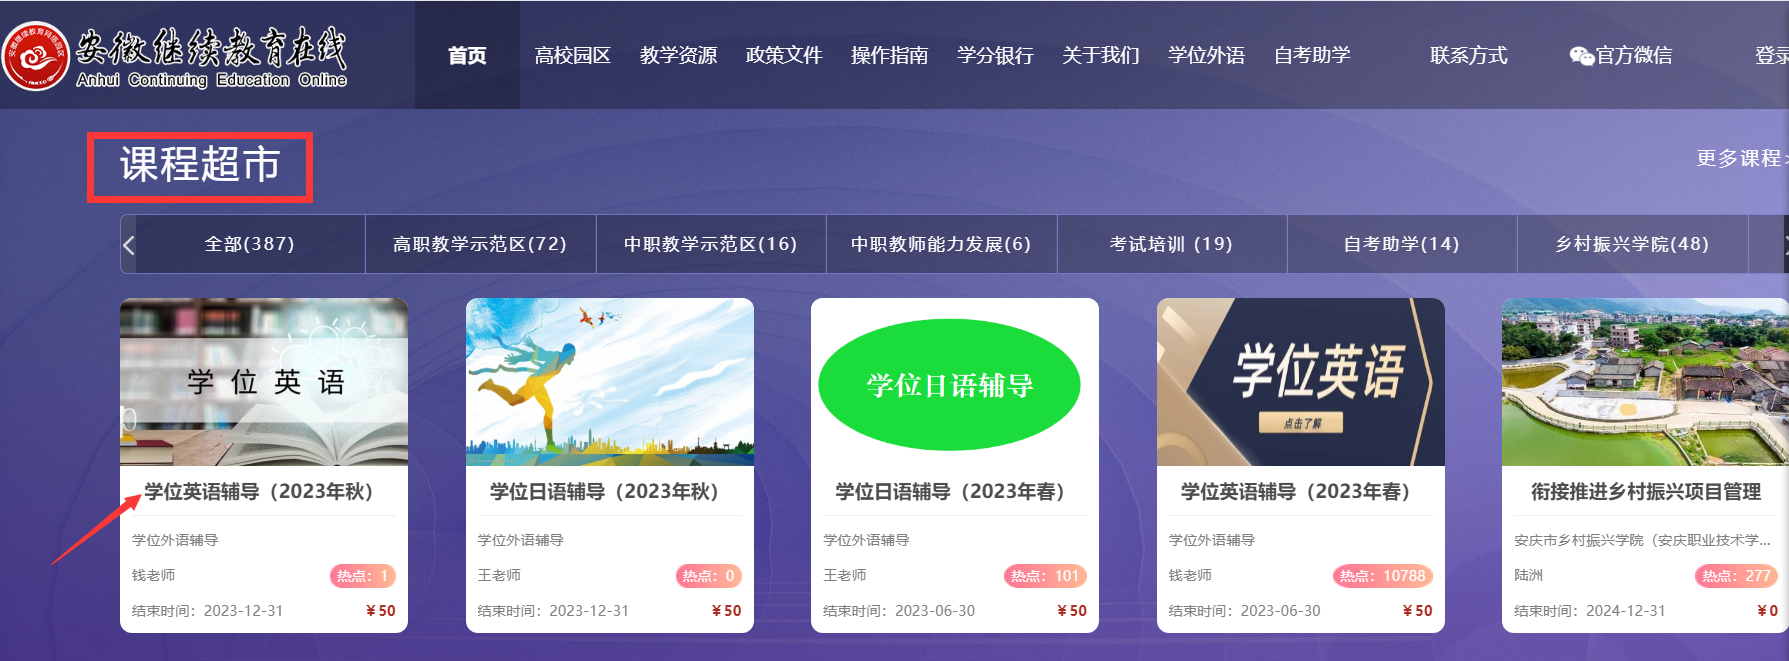 安徽继续教育在线
Anhui Continuing Education Online
首页 高校园区 教学资源 政策文件 操作指南 学分银行 关于我们 学位外语 自考助学 联系方式 官方微信 登录
课程超市
更多课程>
全部(387) 高职教学示范区(72) 中职教学示范区(16) 中职教师能力发展(6) 考试培训 (19) 自考助学(14) 乡村振兴学院(48)
学位英语
学位日语辅导
学位英语
点击了解
学位英语辅导（2023年秋）
学位外语辅导
钱老师 热点：1
结束时间：2023-12-31 ￥50
学位日语辅导（2023年秋）
学位外语辅导
王老师 热点：0
结束时间：2023-12-31 ￥50
学位日语辅导（2023年春）
学位外语辅导
王老师 热点：101
结束时间：2023-06-30 ￥50
学位英语辅导（2023年春）
学位外语辅导
钱老师 热点：10788
结束时间：2023-06-30 ￥50
衔接推进乡村振兴项目管理
安庆市乡村振兴学院（安庆职业技术学...
陆洲 热点：277
结束时间：2024-12-31 ￥0